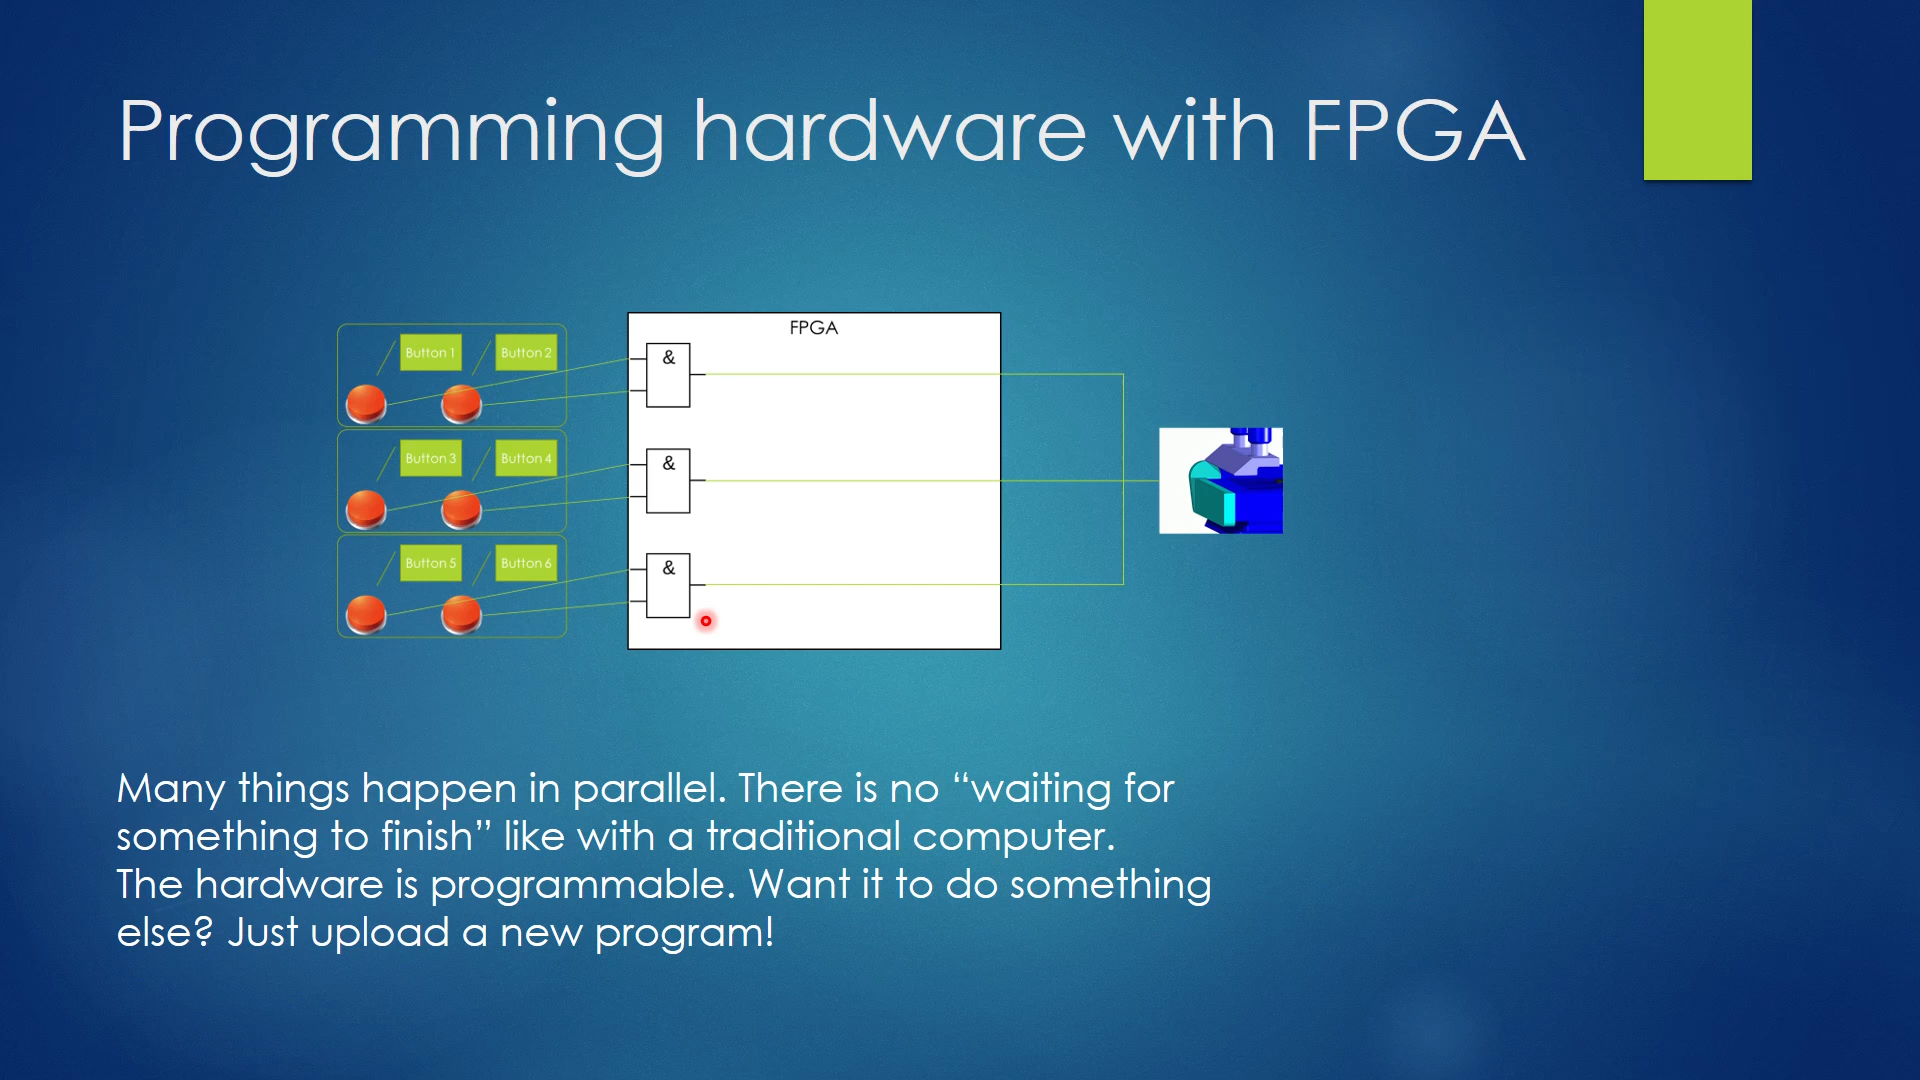 Programming hardware with FPGA
FPGA
Button 1
Button 2
&
Button 3
Button 4
&
Button 5
Button 6
&
Many things happen in parallel. There is no “waiting for
something to finish” like with a traditional computer.
The hardware is programmable. Want it to do something
else? Just upload a new program!